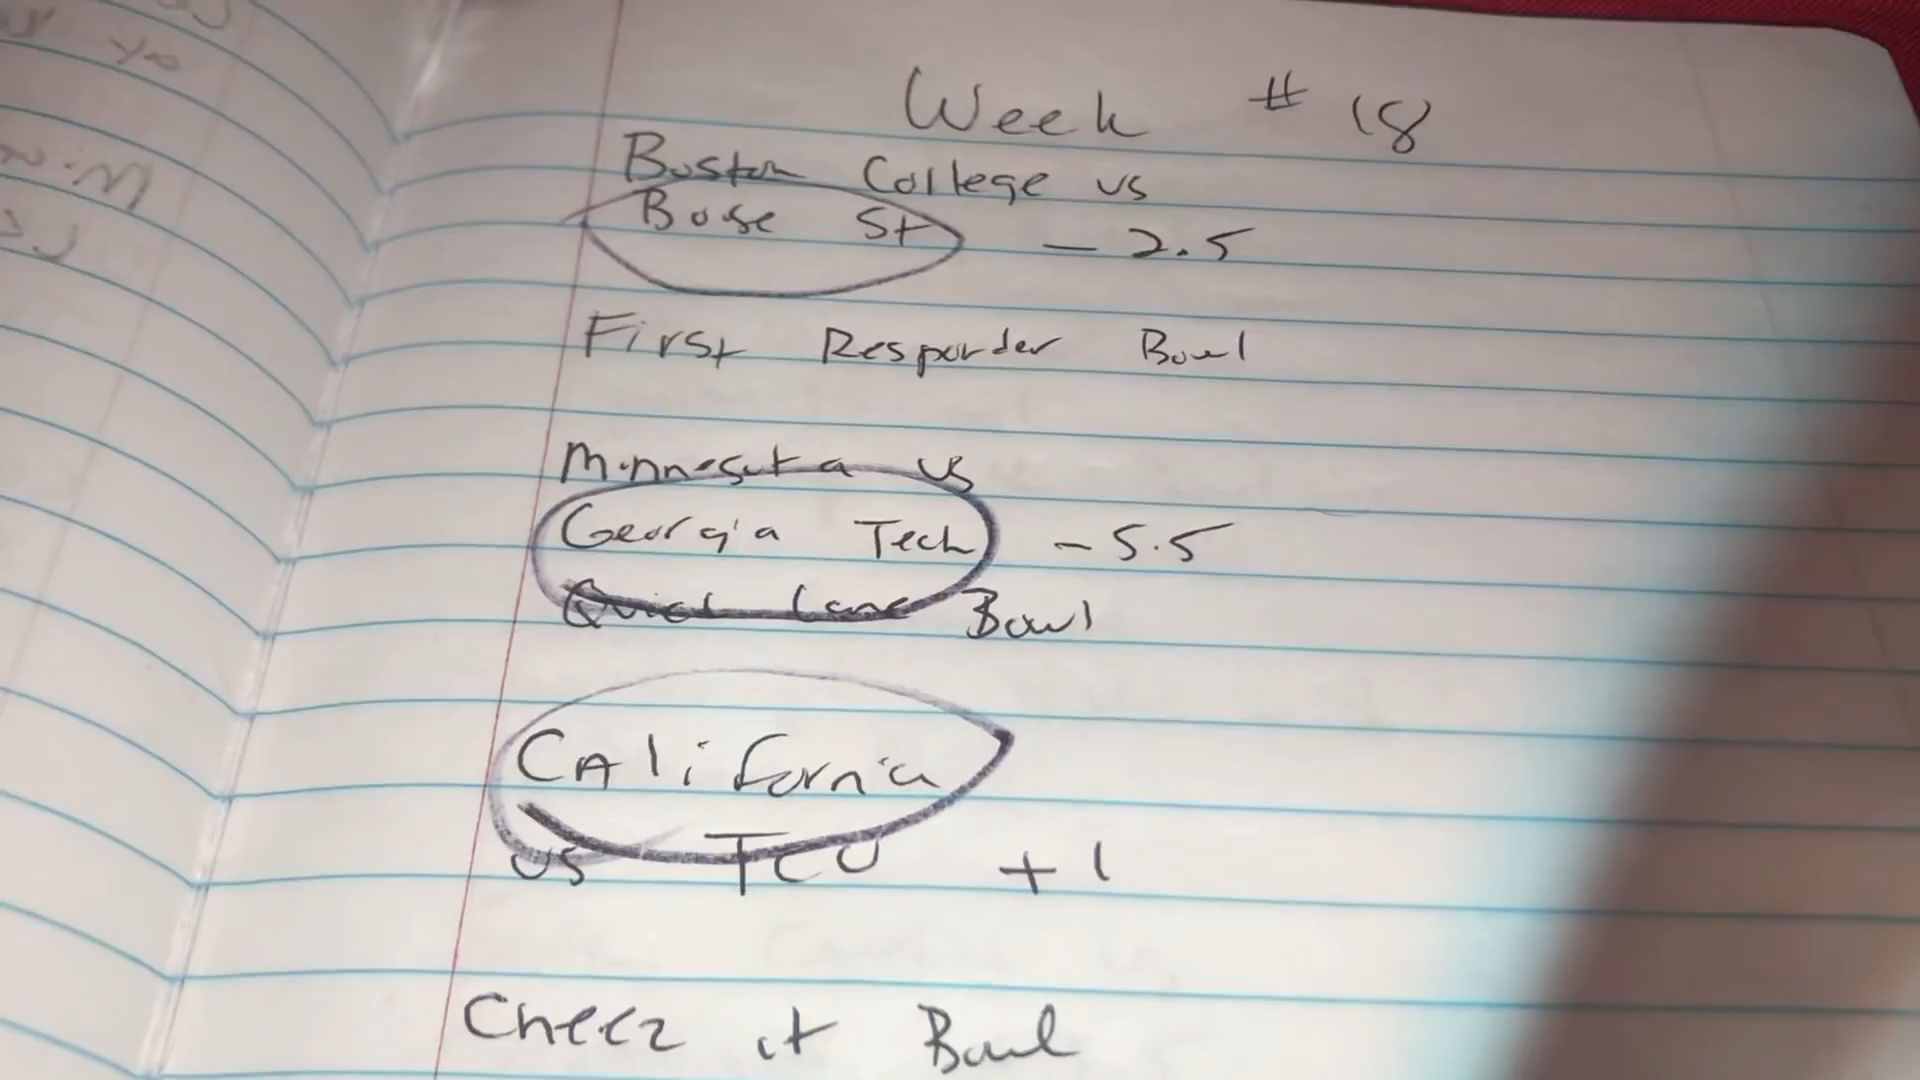 Week # 18
Boston College vs
Boise St - 2.5
First Responder Bowl
Minnesota vs
Georgia Tech - 5.5
Quick Lane Bowl
CALifornia
vs TCU + 1
Cheez it Bowl